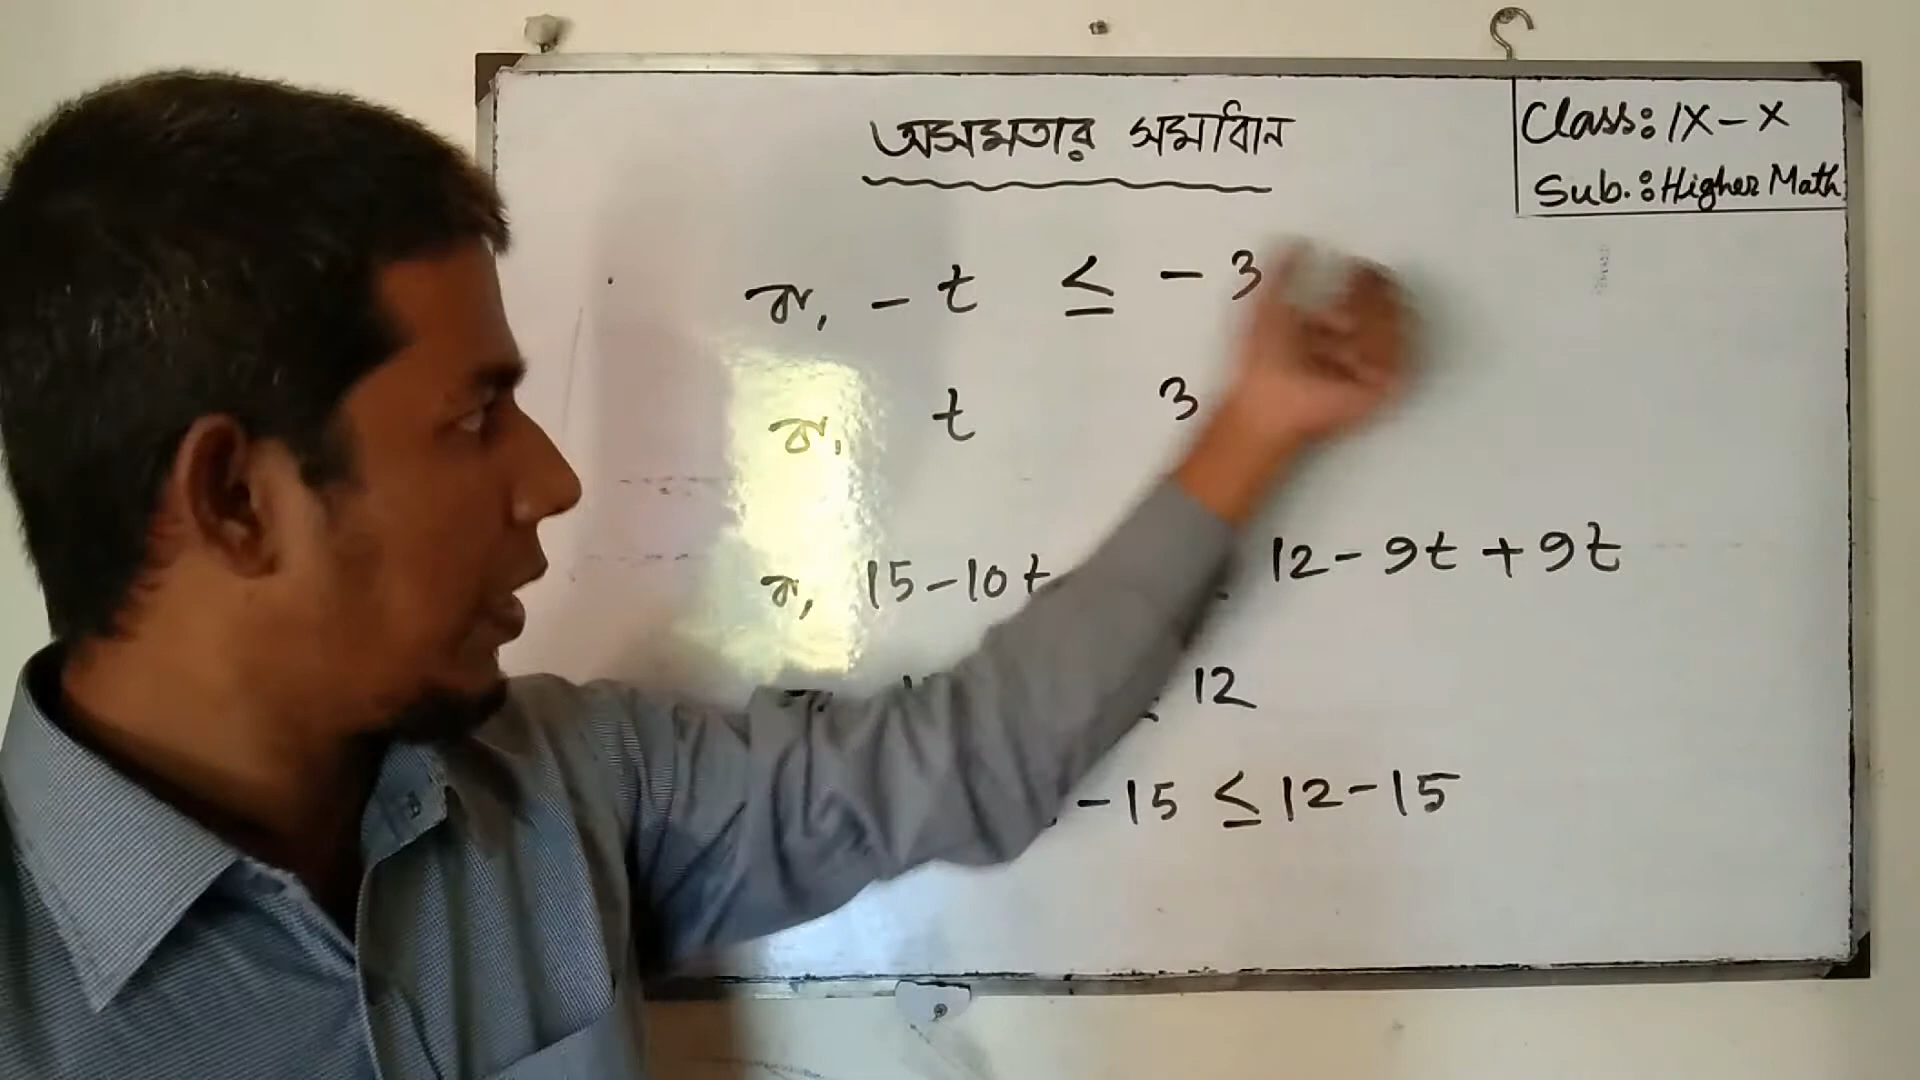 অসমতার সমাধান
Class: IX-X
Sub.: Higher Math
বা, - t ≤ - 3
বা, t 3
বা, 15-10t 12-9t+9t
12
-15 ≤ 12-15